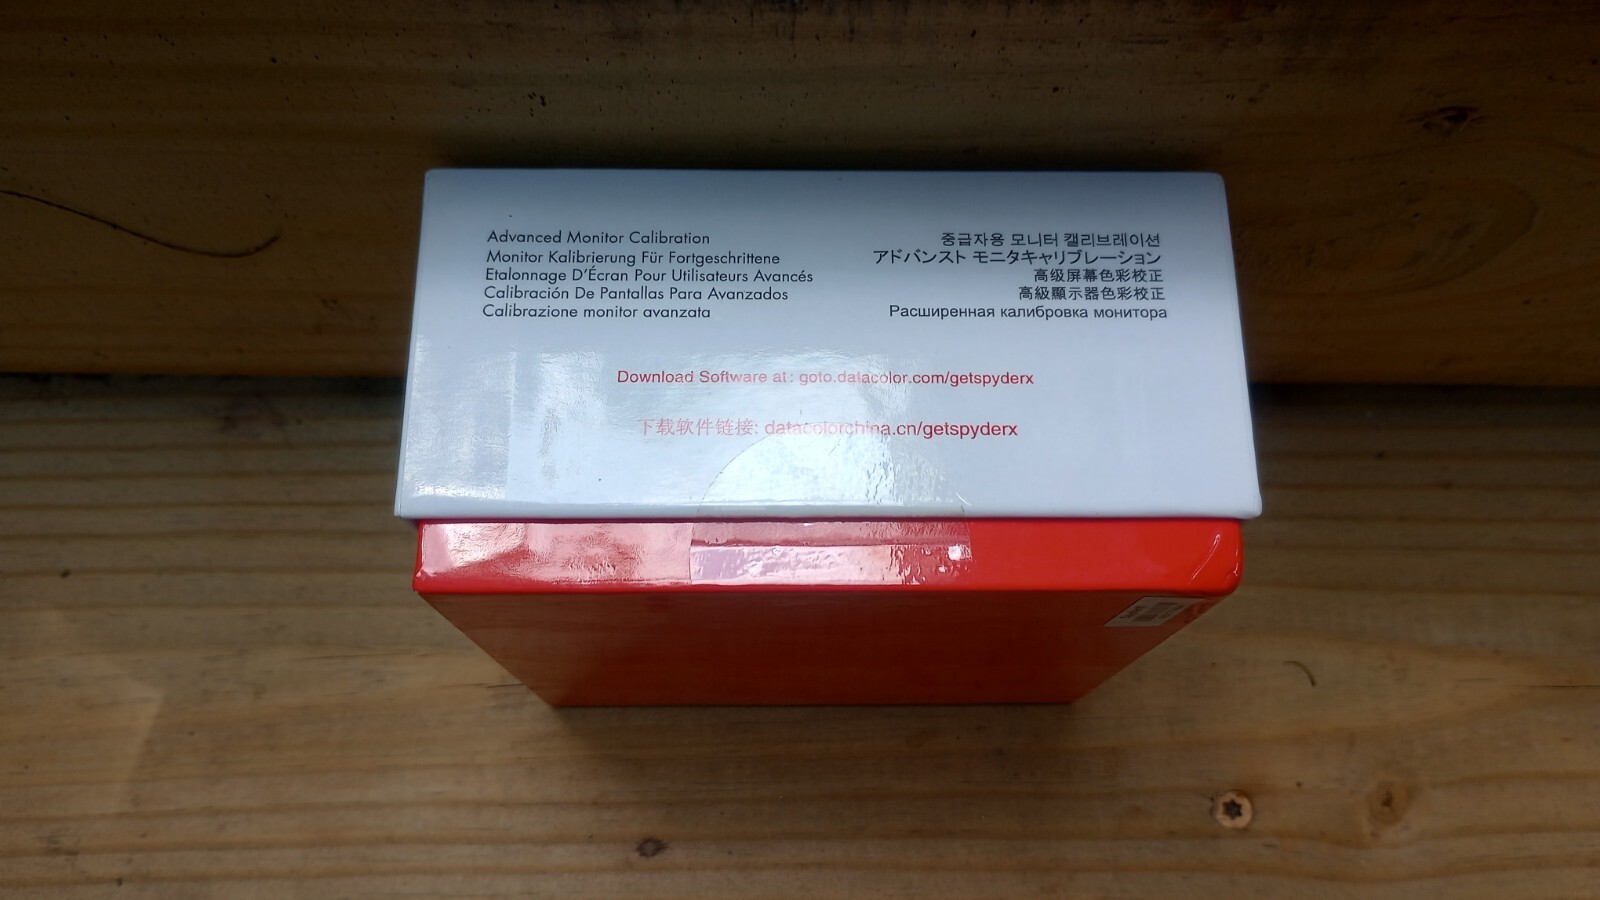 Advanced Monitor Calibration
Monitor Kalibrierung Für Fortgeschrittene
Etalonnage D'Écran Pour Utilisateurs Avancés
Calibración De Pantallas Para Avanzados
Calibrazione monitor avanzata
중급자용 모니터 캘리브레이션
アドバンスト モニタキャリブレーション
高级屏幕色彩校正
高級顯示器色彩校正
Расширенная калибровка монитора
Download Software at: goto.datacolor.com/getspyderx
下载软件链接: datacolorchina.cn/getspyderx